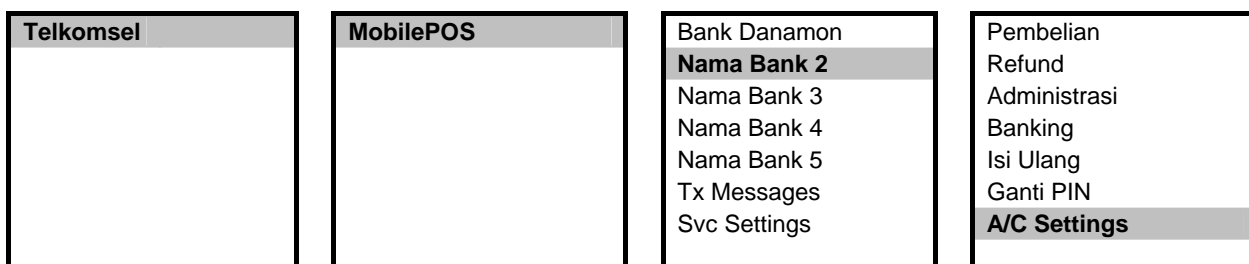 Telkomsel
MobilePOS
Bank Danamon
Nama Bank 2
Nama Bank 3
Nama Bank 4
Nama Bank 5
Tx Messages
Svc Settings
Pembelian
Refund
Administrasi
Banking
Isi Ulang
Ganti PIN
A/C Settings